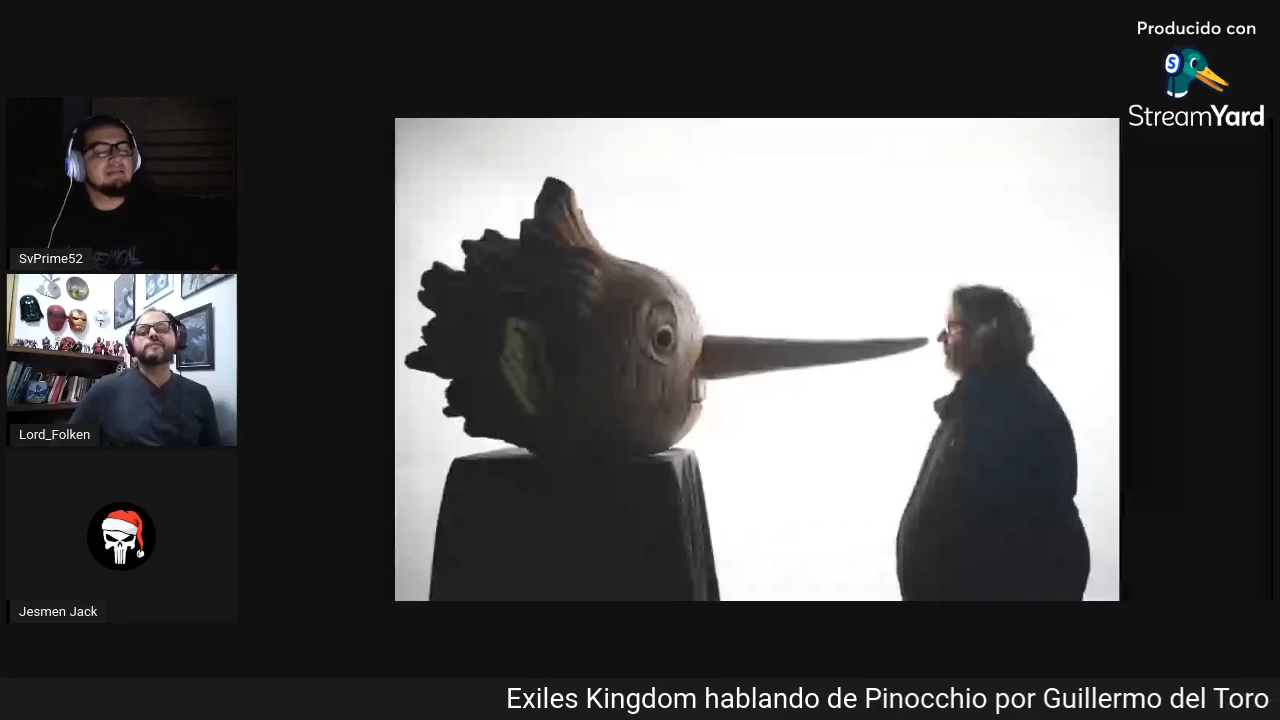 Producido con
StreamYard
SvPrime52
Lord_Folken
Jesmen Jack
Exiles Kingdom hablando de Pinocchio por Guillermo del Toro